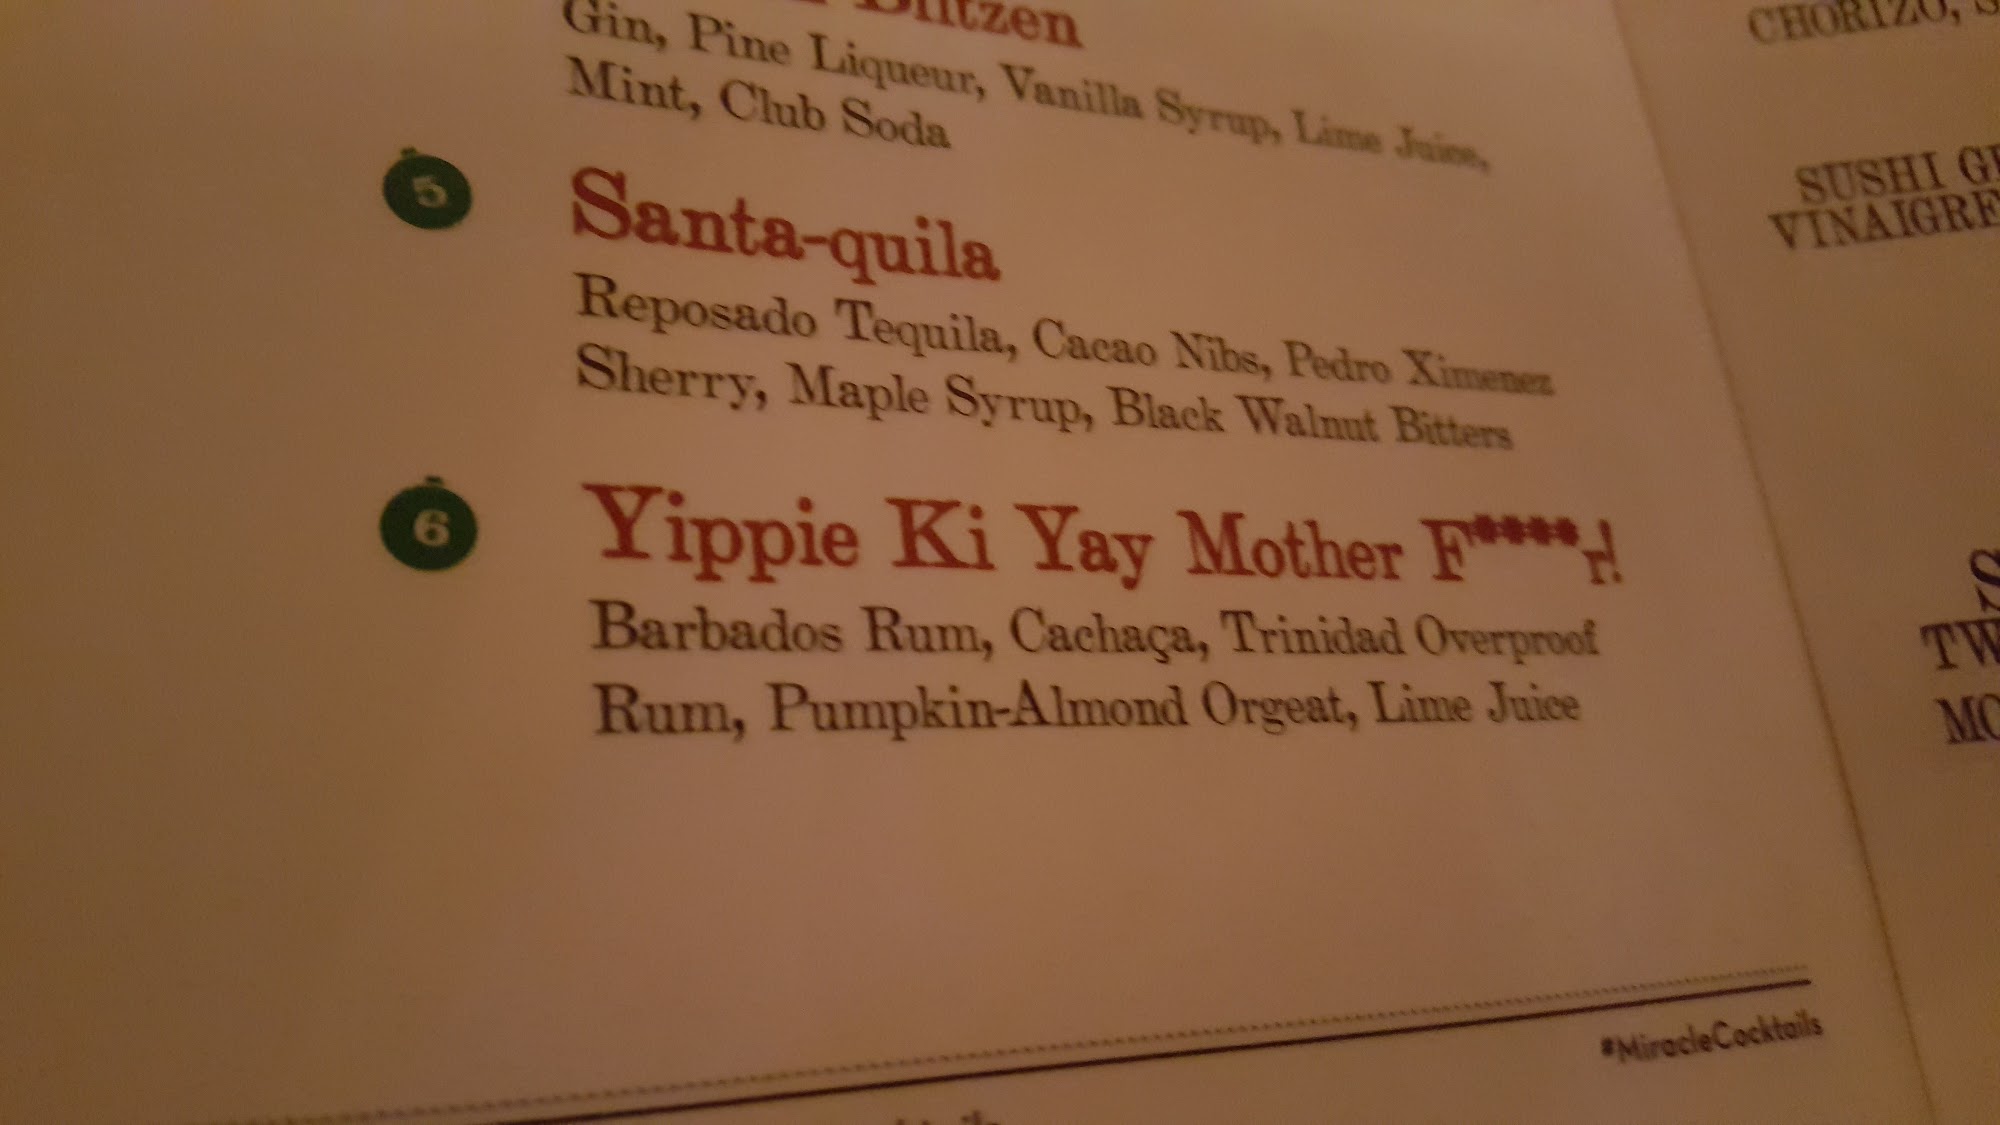 Blitzen
Gin, Pine Liqueur, Vanilla Syrup, Lime Juice,
Mint, Club Soda
5
Santa-quila
Reposado Tequila, Cacao Nibs, Pedro Ximenez
Sherry, Maple Syrup, Black Walnut Bitters
6
Yippie Ki Yay Mother F****r!
Barbados Rum, Cachaça, Trinidad Overproof
Rum, Pumpkin-Almond Orgeat, Lime Juice
#MiracleCocktails
CHORIZO,
SUSHI